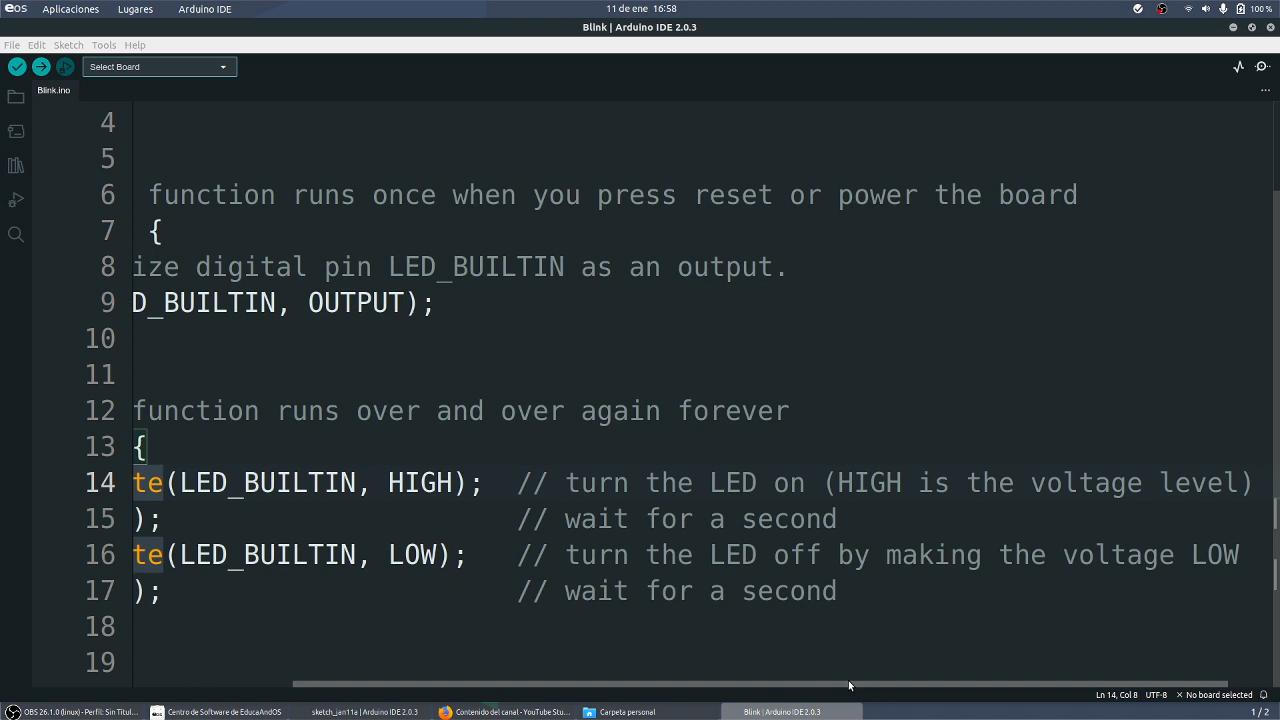 eos Aplicaciones Lugares Arduino IDE 11 de ene 16:58 100 %
Blink | Arduino IDE 2.0.3
File Edit Sketch Tools Help
Select Board
Blink.ino
4
5
6 function runs once when you press reset or power the board
7 {
8 ize digital pin LED_BUILTIN as an output.
9 D_BUILTIN, OUTPUT);
10
11
12 function runs over and over again forever
13 {
14 te(LED_BUILTIN, HIGH); // turn the LED on (HIGH is the voltage level)
15 ); // wait for a second
16 te(LED_BUILTIN, LOW); // turn the LED off by making the voltage LOW
17 ); // wait for a second
18
19
Ln 14, Col 8 UTF-8 No board selected
OBS 26.1.0 (linux) - Perfil: Sin Titul... Centro de Software de EducaAndOS sketch_jan11a | Arduino IDE 2.0.3 Contenido del canal - YouTube Stu... Carpeta personal Blink | Arduino IDE 2.0.3 1 / 2